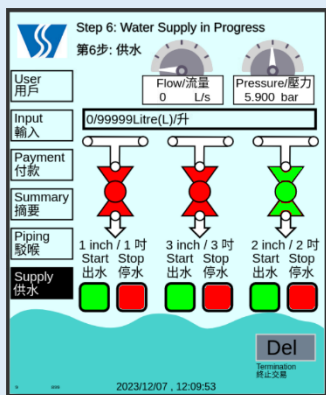 Step 6: Water Supply in Progress
第6步: 供水
Flow/流量
0 L/s
Pressure/壓力
5.900 bar
User
用戶
Input
輸入
Payment
付款
Summary
摘要
Piping
駁喉
Supply
供水
0/99999Litre(L)/升
1 inch / 1 吋
Start Stop
出水 停水
3 inch / 3 吋
Start Stop
出水 停水
2 inch / 2 吋
Start Stop
出水 停水
Del
Termination
終止交易
2023/12/07 , 12:09:53